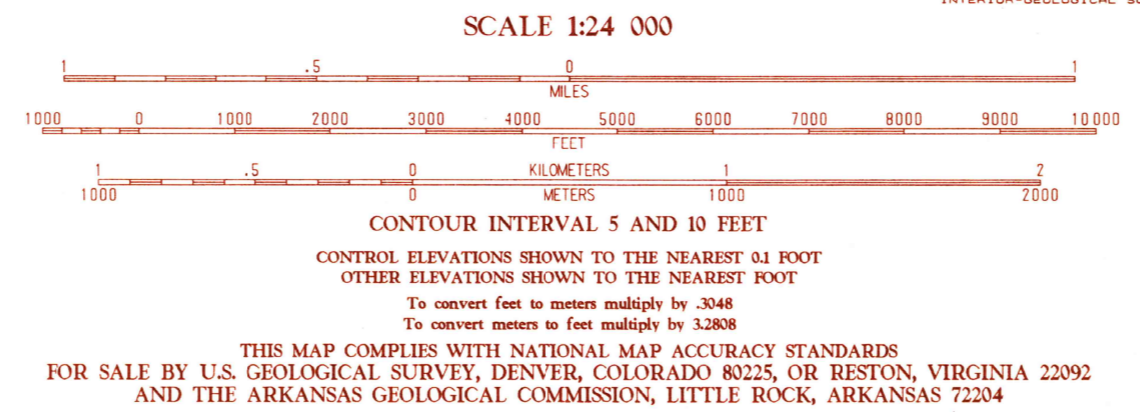 INTERIOR-GEOLOGICAL
SCALE 1:24 000
1 .5 0 1
MILES
1000 0 1000 2000 3000 4000 5000 6000 7000 8000 9000 10 000
FEET
1 .5 0 KILOMETERS 1 2
1000 0 METERS 1000 2000
CONTOUR INTERVAL 5 AND 10 FEET
CONTROL ELEVATIONS SHOWN TO THE NEAREST 0.1 FOOT
OTHER ELEVATIONS SHOWN TO THE NEAREST FOOT
To convert feet to meters multiply by .3048
To convert meters to feet multiply by 3.2808
THIS MAP COMPLIES WITH NATIONAL MAP ACCURACY STANDARDS
FOR SALE BY U.S. GEOLOGICAL SURVEY, DENVER, COLORADO 80225, OR RESTON, VIRGINIA 22092
AND THE ARKANSAS GEOLOGICAL COMMISSION, LITTLE ROCK, ARKANSAS 72204